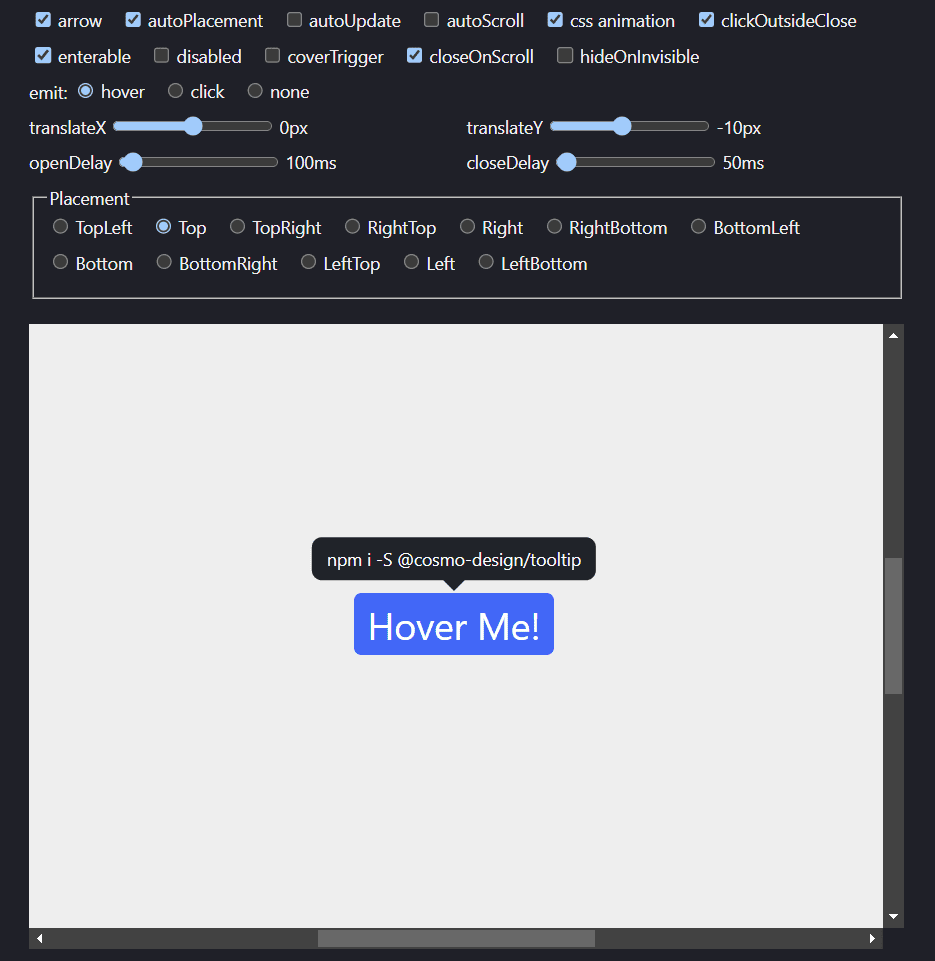 arrow autoPlacement autoUpdate autoScroll css animation clickOutsideClose
enterable disabled coverTrigger closeOnScroll hideOnInvisible
emit: hover click none
translateX 0px translateY -10px
openDelay 100ms closeDelay 50ms
Placement
TopLeft Top TopRight RightTop Right RightBottom BottomLeft
Bottom BottomRight LeftTop Left LeftBottom
npm i -S @cosmo-design/tooltip
Hover Me!